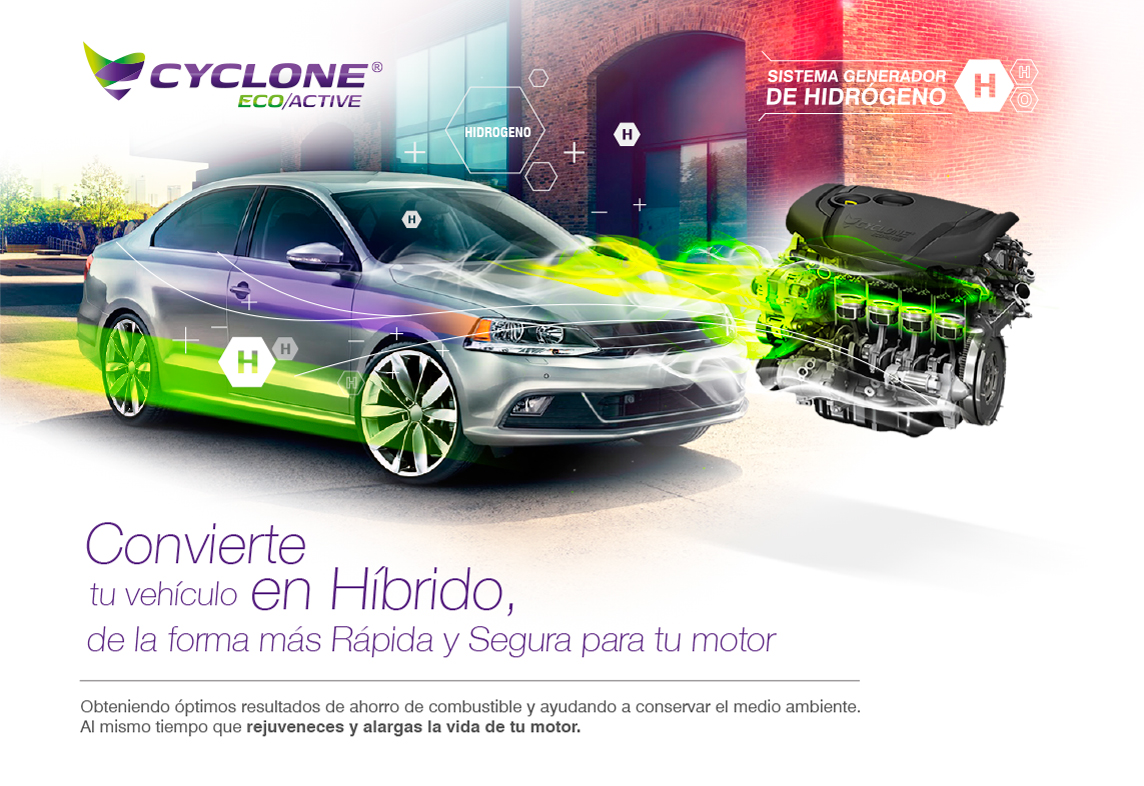 CYCLONE®
ECO/ACTIVE
SISTEMA GENERADOR
DE HIDRÓGENO
H
H
O
HIDROGENO
H
H
H
H
H
Convierte
tu vehículo en Híbrido,
de la forma más Rápida y Segura para tu motor
Obteniendo óptimos resultados de ahorro de combustible y ayudando a conservar el medio ambiente.
Al mismo tiempo que rejuveneces y alargas la vida de tu motor.